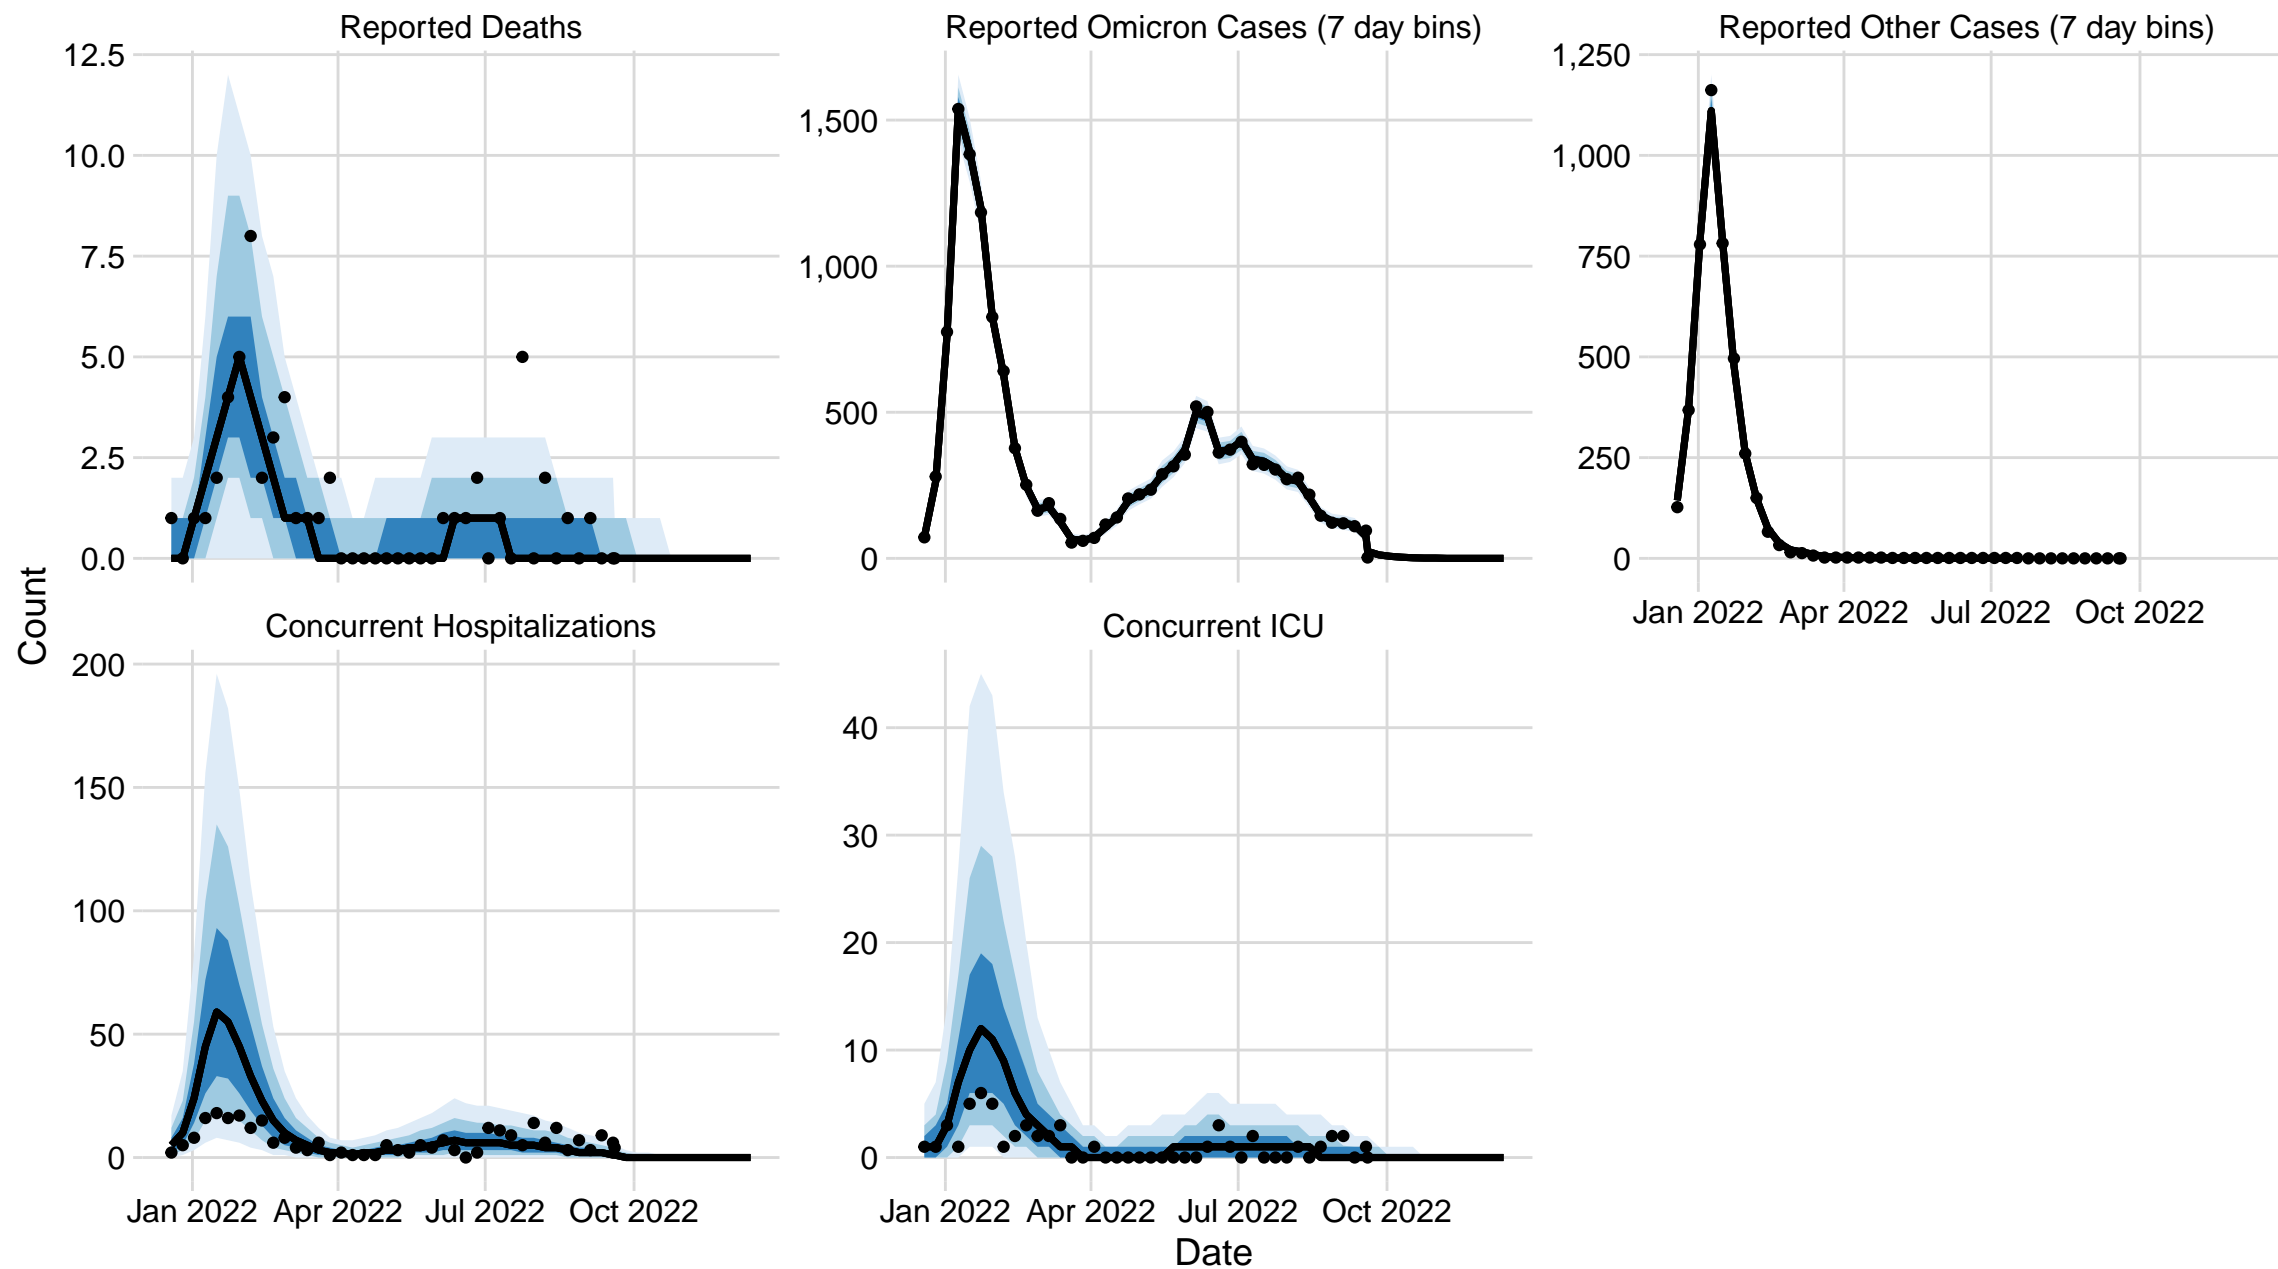 Reported Deaths
Reported Omicron Cases (7 day bins)
Reported Other Cases (7 day bins)
12.5
10.0
7.5
5.0
2.5
0.0
1,500
1,000
500
0
1,250
1,000
750
500
250
0
Jan 2022 Apr 2022 Jul 2022 Oct 2022
Count
Concurrent Hospitalizations
Concurrent ICU
200
150
100
50
0
40
30
20
10
0
Jan 2022 Apr 2022 Jul 2022 Oct 2022
Jan 2022 Apr 2022 Jul 2022 Oct 2022
Date